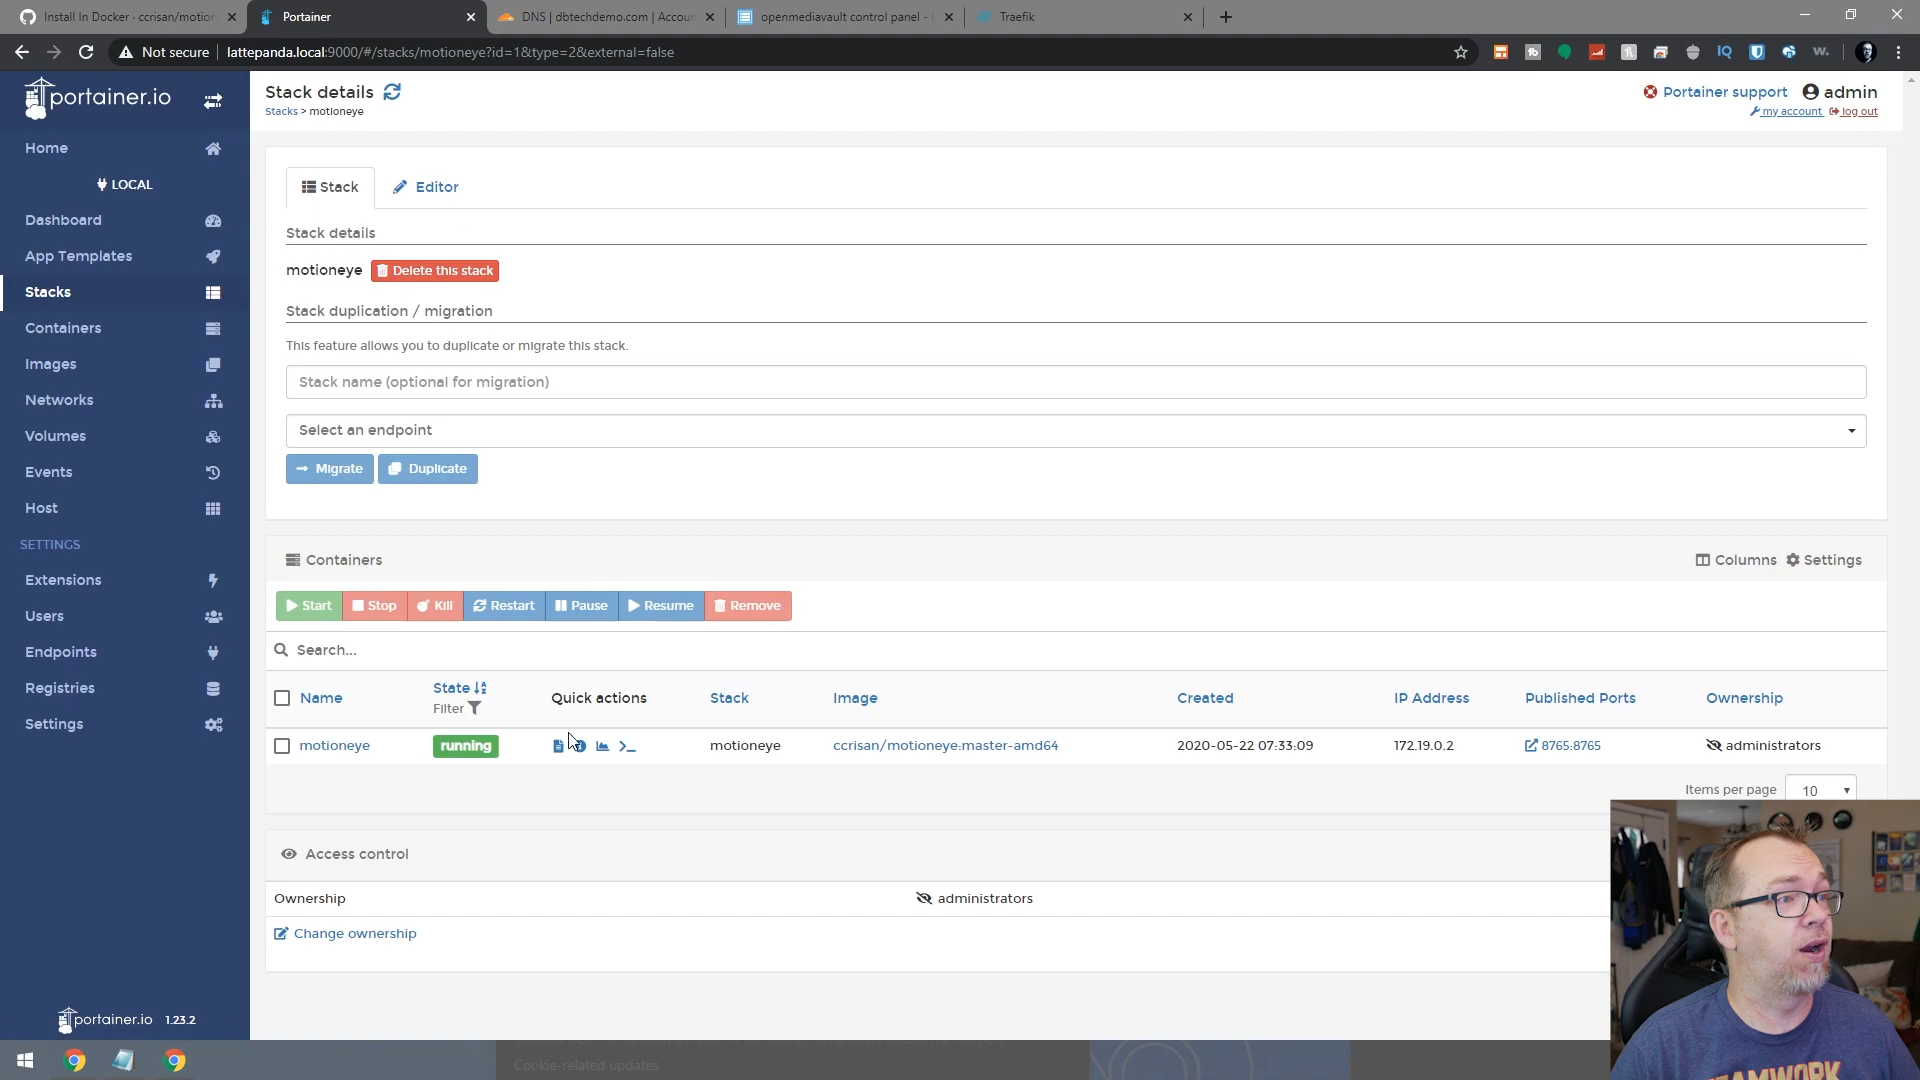 Install In Docker · ccrisan/motion
Portainer
DNS | dbtechdemo.com | Accoun
openmediavault control panel -
Traefik
Not secure
lattepanda.local:9000/#/stacks/motioneye?id=1&type=2&external=false
portainer.io
Home
LOCAL
Dashboard
App Templates
Stacks
Containers
Images
Networks
Volumes
Events
Host
SETTINGS
Extensions
Users
Endpoints
Registries
Settings
portainer.io 1.23.2
Stack details
Stacks > motioneye
Portainer support admin
my account log out
Stack Editor
Stack details
motioneye Delete this stack
Stack duplication / migration
This feature allows you to duplicate or migrate this stack.
Stack name (optional for migration)
Select an endpoint
Migrate Duplicate
Containers Columns Settings
Start Stop Kill Restart Pause Resume Remove
Search...
Name State Filter Quick actions Stack Image Created IP Address Published Ports Ownership
motioneye running motioneye ccrisan/motioneye:master-amd64 2020-05-22 07:33:09 172.19.0.2 8765:8765 administrators
Items per page 10
Access control
Ownership administrators
Change ownership
Cookie-related updates
TEAMWORK